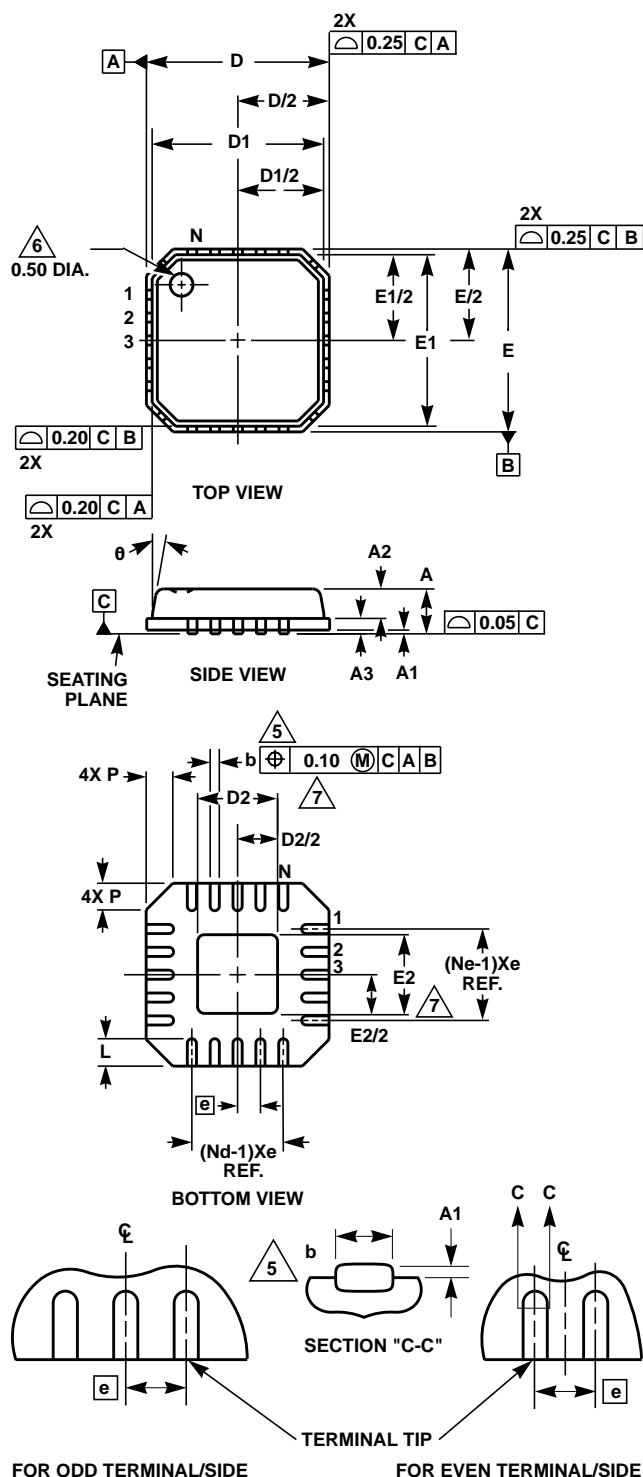 2X
0.25 C A
A
D
D/2
D1
D1/2
2X
0.25 C B
6
0.50 DIA.
N
1
2
3
E1/2
E1
E/2
E
0.20 C B
2X
B
TOP VIEW
0.20 C A
2X
θ
A2
A
C
0.05 C
SEATING
PLANE
SIDE VIEW
A3
A1
5
b
⌖ 0.10 Ⓜ C A B
4X P
D2
7
D2/2
N
4X P
1
2
3
(Ne-1)Xe
REF.
E2
7
E2/2
L
e
(Nd-1)Xe
REF.
BOTTOM VIEW
C C
A1
℄
5
b
℄
SECTION "C-C"
e
e
TERMINAL TIP
FOR ODD TERMINAL/SIDE
FOR EVEN TERMINAL/SIDE